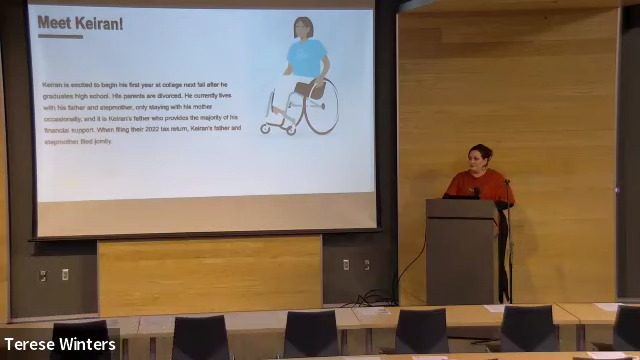 Meet Keiran!
Keiran is excited to begin his first year at college next fall after he
graduates high school. His parents are divorced. He currently lives
with his father and stepmother, only staying with his mother
occasionally, and it is Keiran's father who provides the majority of his
financial support. When filing their 2022 tax return, Keiran's father and
stepmother filed jointly.
Terese Winters